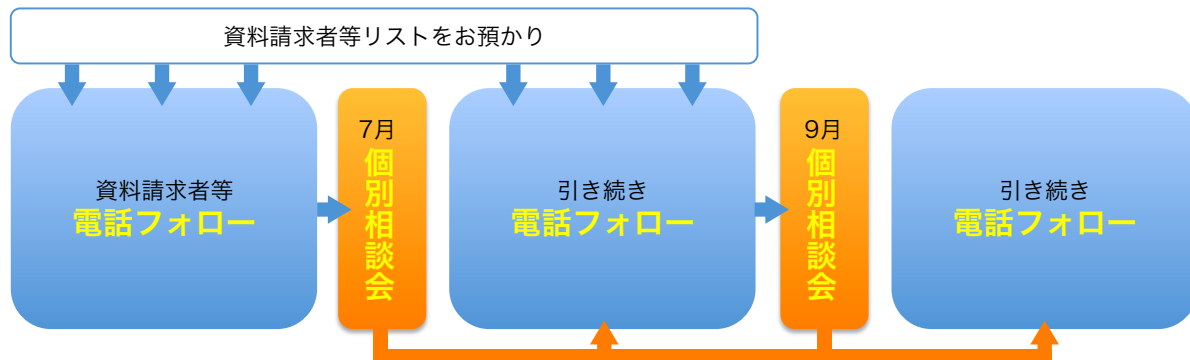 資料請求者等リストをお預かり
資料請求者等
電話フォロー
7月
個別相談会
引き続き
電話フォロー
9月
個別相談会
引き続き
電話フォロー